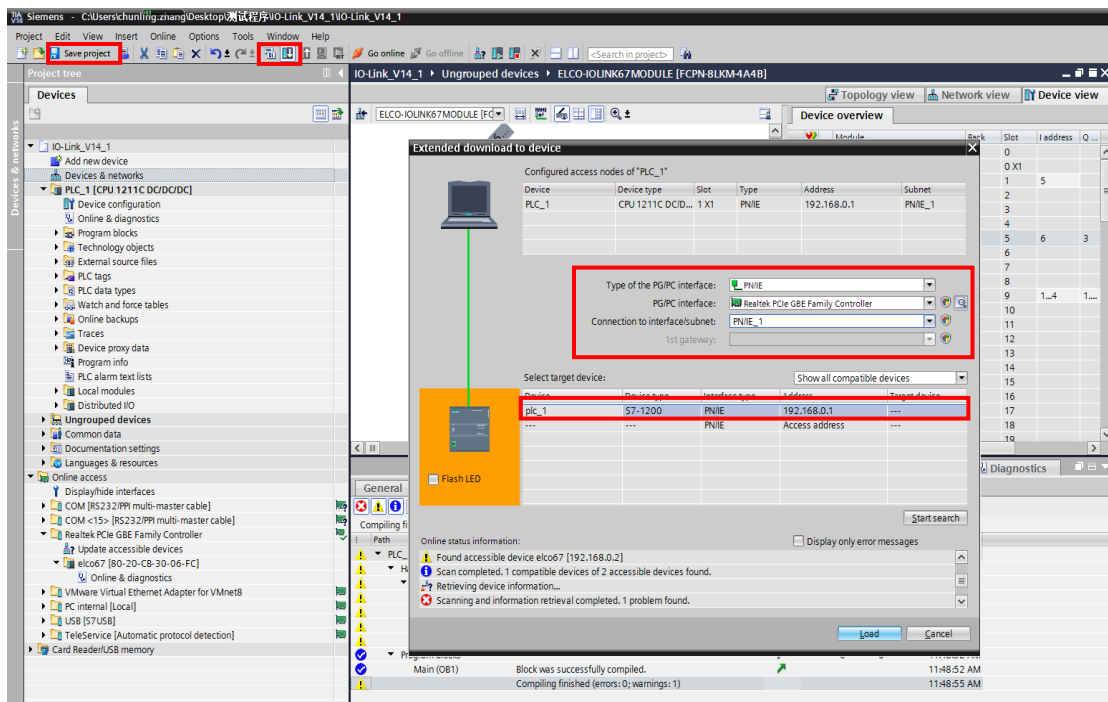 Siemens - C:\Users\chunling.zhang\Desktop\测试程序\IO-Link_V14_1\IO-Link_V14_1
Project Edit View Insert Online Options Tools Window Help
Save project Go online Go offline <Search in project>
Project tree
IO-Link_V14_1 Ungrouped devices ELCO-IOLINK67MODULE [FCPN-8LKM-4A4B]
Devices
Topology view Network view Device view
ELCO-IOLINK67MODULE [FC
Device overview
Module Rack Slot I address Q ...
Devices & networks
IO-Link_V14_1
Add new device
Devices & networks
PLC_1 [CPU 1211C DC/DC/DC]
Device configuration
Online & diagnostics
Program blocks
Technology objects
External source files
PLC tags
PLC data types
Watch and force tables
Online backups
Traces
Device proxy data
Program info
PLC alarm text lists
Local modules
Distributed I/O
Ungrouped devices
Common data
Documentation settings
Languages & resources
Online access
Display/hide interfaces
COM [RS232/PPI multi-master cable]
COM <15> [RS232/PPI multi-master cable]
Realtek PCIe GBE Family Controller
Update accessible devices
elco67 [80-20-CB-30-06-FC]
Online & diagnostics
VMware Virtual Ethernet Adapter for VMnet8
PC internal [Local]
USB [S7USB]
TeleService [Automatic protocol detection]
Card Reader/USB memory
0
0 X1
1 5
2
3
4
5 6 3
6
7
8
9 1...4 1....
10
11
12
13
14
15
16
17
18
19
Extended download to device
Configured access nodes of "PLC_1"
Device Device type Slot Type Address Subnet
PLC_1 CPU 1211C DC/D... 1 X1 PN/IE 192.168.0.1 PN/IE_1
Type of the PG/PC interface: PN/IE
PG/PC interface: Realtek PCIe GBE Family Controller
Connection to interface/subnet: PN/IE_1
1st gateway:
Select target device: Show all compatible devices
Device Device type Interface type Address Target device
plc_1 S7-1200 PN/IE 192.168.0.1 ---
--- --- PN/IE Access address ---
Flash LED
Start search
Online status information:
Display only error messages
Found accessible device elco67 [192.168.0.2]
Scan completed. 1 compatible devices of 2 accessible devices found.
Retrieving device information...
Scanning and information retrieval completed. 1 problem found.
Load Cancel
Diagnostics
General
Compiling fi
! Path
PLC_
H
Main (OB1) Block was successfully compiled. 11:48:52 AM
Compiling finished (errors: 0; warnings: 1) 11:48:55 AM